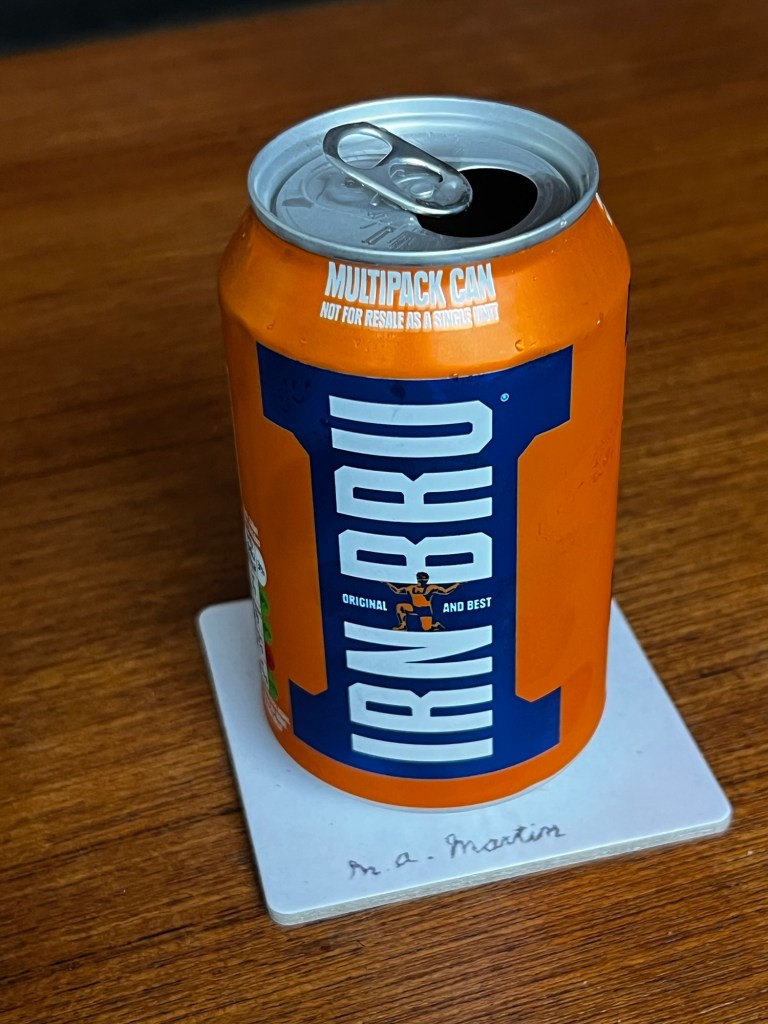 MULTIPACK CAN
NOT FOR RESALE AS A SINGLE UNIT
IRN BRU®
ORIGINAL AND BEST
m. a. Martin